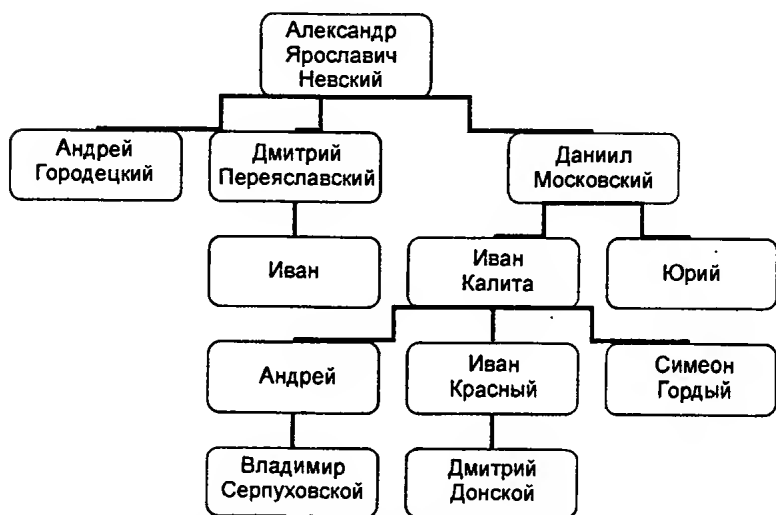 Александр
Ярославич
Невский
Андрей
Городецкий
Дмитрий
Переяславский
Даниил
Московский
Иван
Иван
Калита
Юрий
Андрей
Иван
Красный
Симеон
Гордый
Владимир
Серпуховской
Дмитрий
Донской